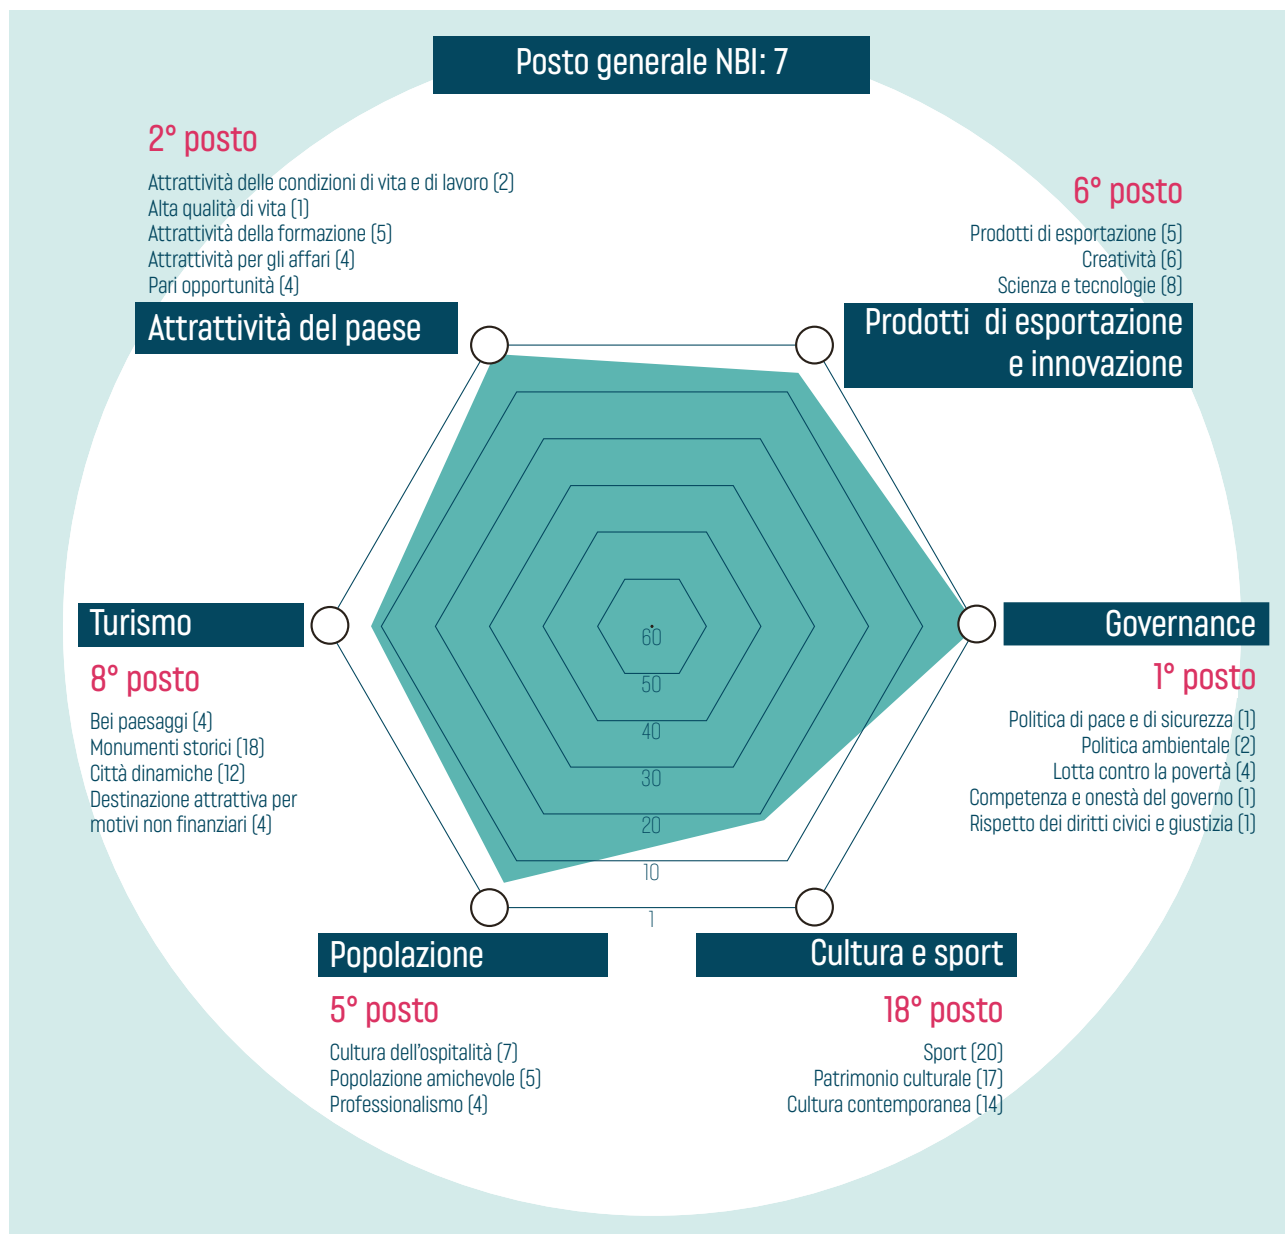 Posto generale NBI: 7
2° posto
Attrattività delle condizioni di vita e di lavoro (2)
Alta qualità di vita (1)
Attrattività della formazione (5)
Attrattività per gli affari (4)
Pari opportunità (4)
Attrattività del paese
6° posto
Prodotti di esportazione (5)
Creatività (6)
Scienza e tecnologie (8)
Prodotti di esportazione
e innovazione
Turismo
8° posto
Bei paesaggi (4)
Monumenti storici (18)
Città dinamiche (12)
Destinazione attrattiva per
motivi non finanziari (4)
60
50
40
30
20
10
1
Governance
1° posto
Politica di pace e di sicurezza (1)
Politica ambientale (2)
Lotta contro la povertà (4)
Competenza e onestà del governo (1)
Rispetto dei diritti civici e giustizia (1)
Popolazione
5° posto
Cultura dell'ospitalità (7)
Popolazione amichevole (5)
Professionalismo (4)
Cultura e sport
18° posto
Sport (20)
Patrimonio culturale (17)
Cultura contemporanea (14)